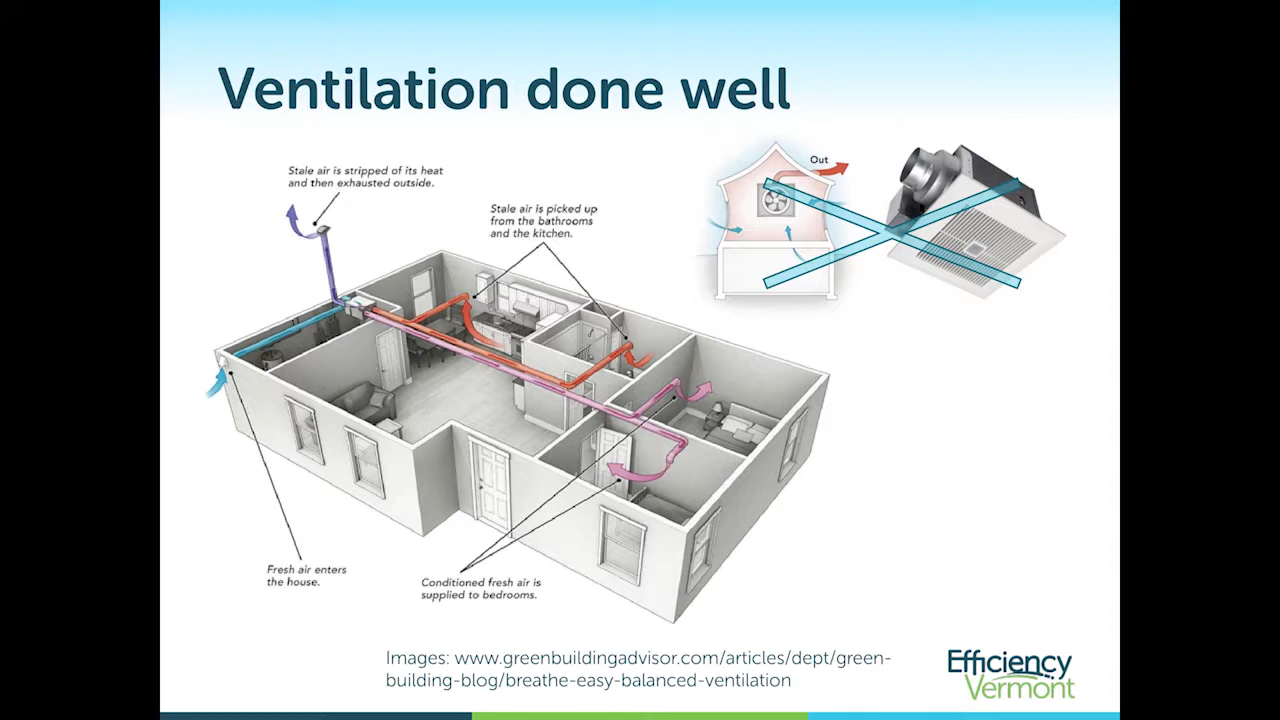 Ventilation done well
Stale air is stripped of its heat
and then exhausted outside.
Stale air is picked up
from the bathrooms
and the kitchen.
Out
Fresh air enters
the house.
Conditioned fresh air is
supplied to bedrooms.
Images: www.greenbuildingadvisor.com/articles/dept/green-
building-blog/breathe-easy-balanced-ventilation
Efficiency
Vermont